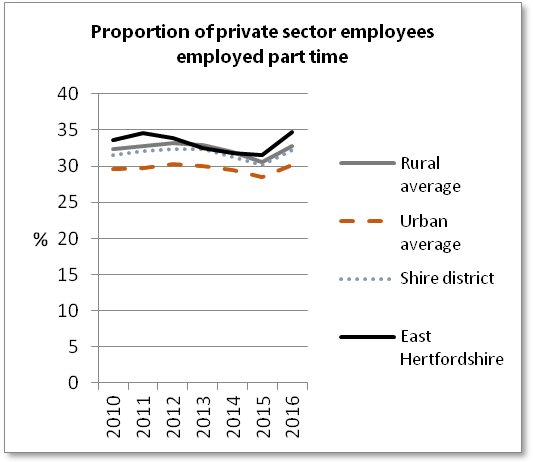 Proportion of private sector employees
employed part time
40
35
30
25
20
15
10
5
0
%
2010
2011
2012
2013
2014
2015
2016
Rural
average
Urban
average
Shire district
East
Hertfordshire